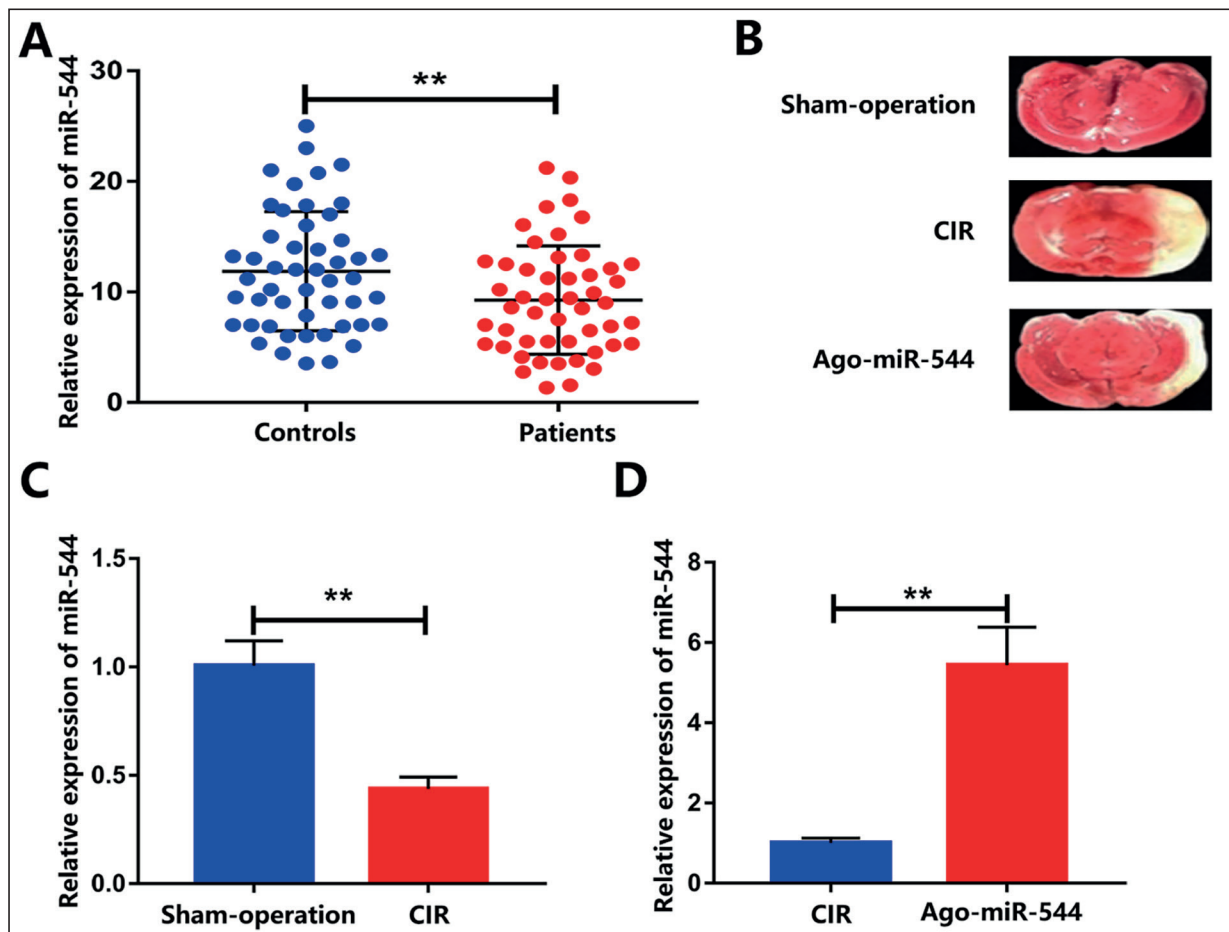 A
Relative expression of miR-544
30
20
10
0
**
Controls
Patients
B
Sham-operation
CIR
Ago-miR-544
C
Relative expression of miR-544
1.5
1.0
0.5
0.0
**
Sham-operation
CIR
D
Relative expression of miR-544
8
6
4
2
0
**
CIR
Ago-miR-544